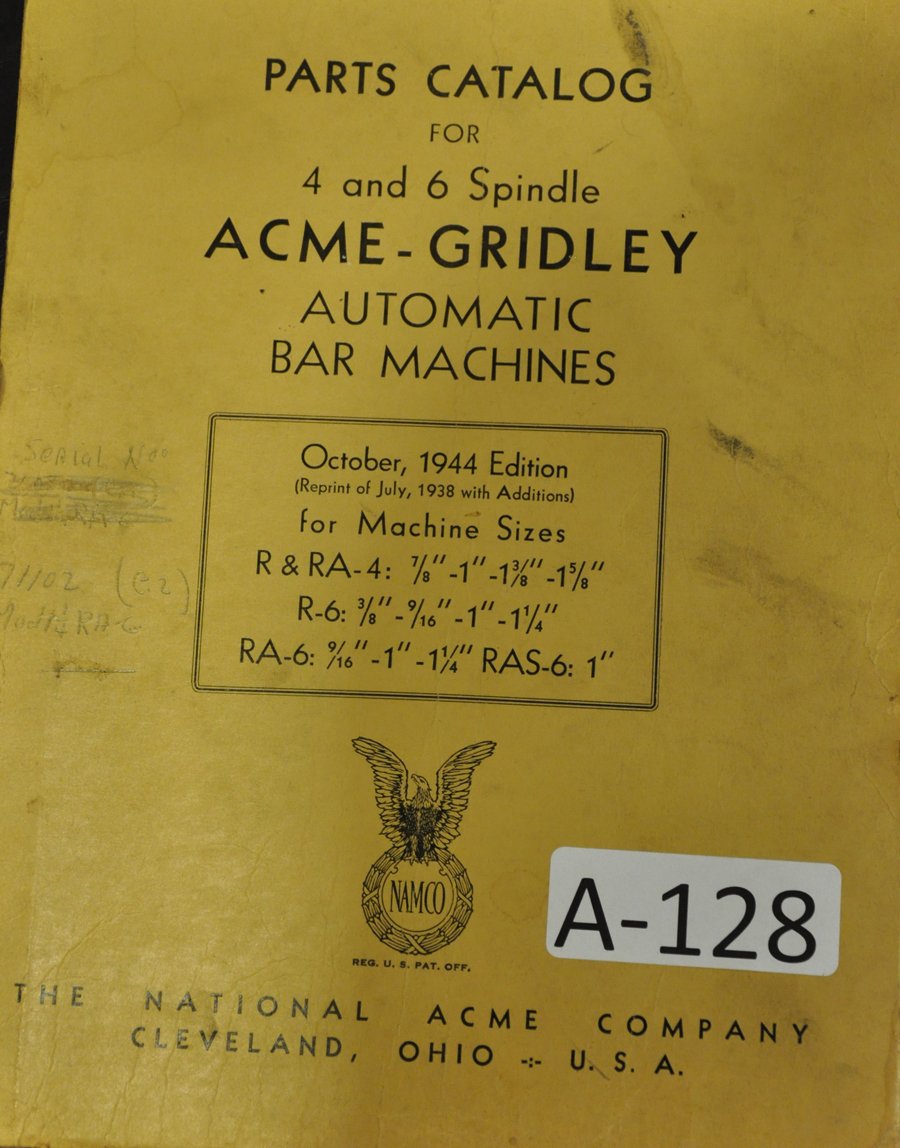 PARTS CATALOG
FOR
4 and 6 Spindle
ACME-GRIDLEY
AUTOMATIC
BAR MACHINES
October, 1944 Edition
(Reprint of July, 1938 with Additions)
for Machine Sizes
R & RA-4: 7/8"-1"-1 3/8"-1 5/8"
R-6: 3/8"-9/16"-1"-1 1/4"
RA-6: 9/16"-1"-1 1/4" RAS-6: 1"
Serial No.
71102
NAMCO
REG. U. S. PAT. OFF.
A-128
THE NATIONAL ACME COMPANY
CLEVELAND, OHIO -:- U. S. A.